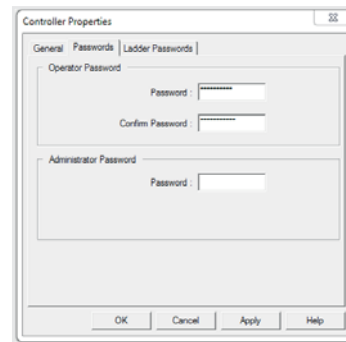 Controller Properties
General Passwords Ladder Passwords
Operator Password
Password :
Confirm Password :
Administrator Password
Password :
OK Cancel Apply Help